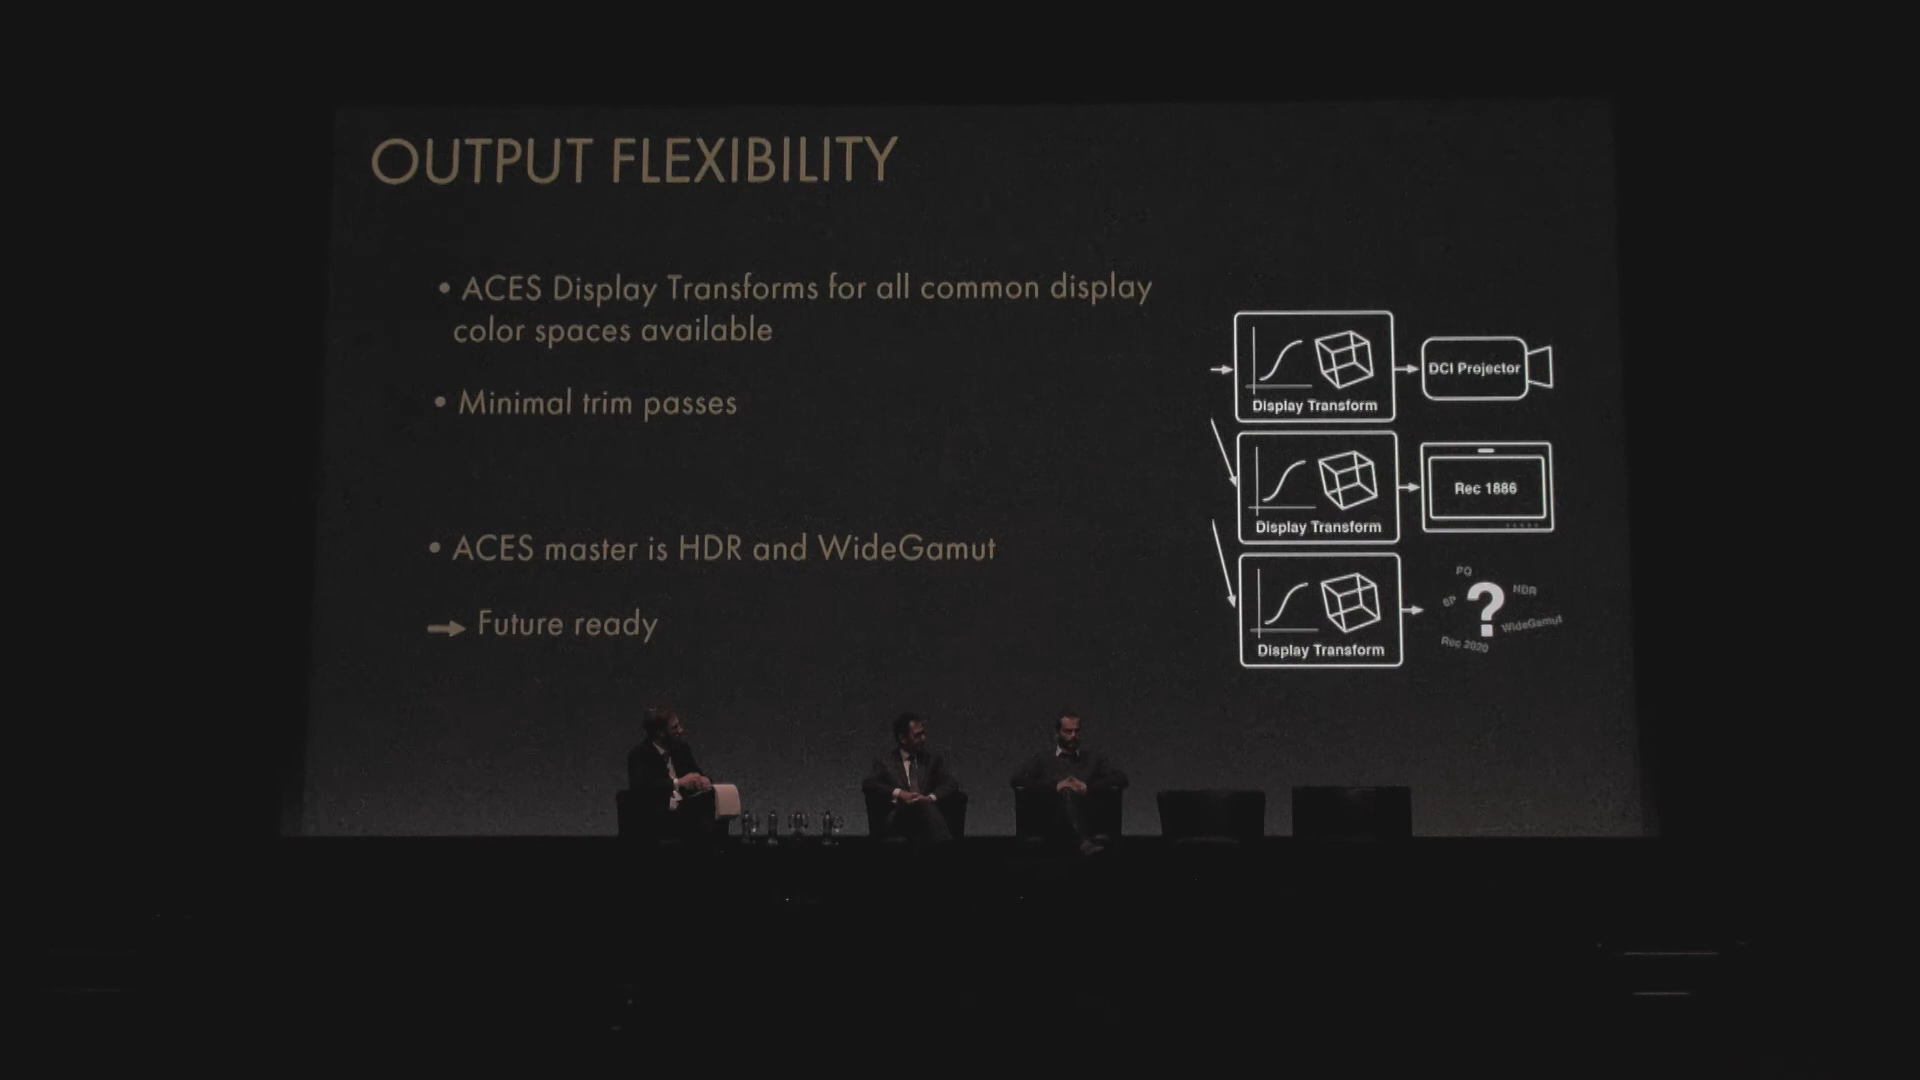 OUTPUT FLEXIBILITY
• ACES Display Transforms for all common display
color spaces available
• Minimal trim passes
• ACES master is HDR and WideGamut
Future ready
Display Transform
DCI Projector
Display Transform
Rec 1886
Display Transform
PQ
HDR
6P
?
WideGamut
Rec 2020